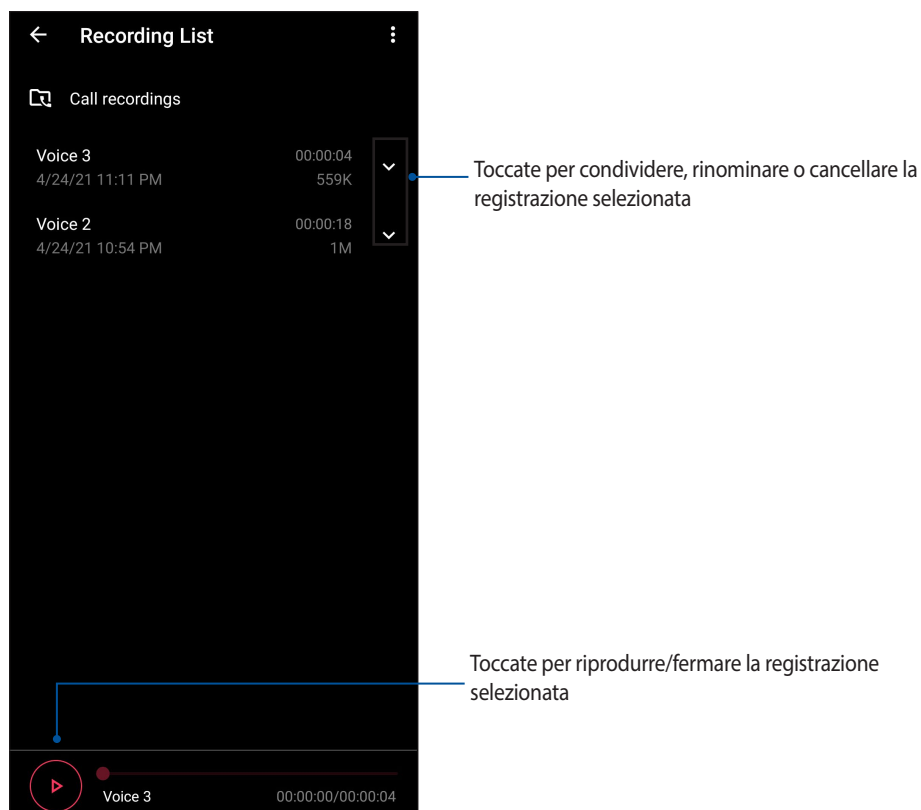 Recording List
Call recordings
Voice 3 00:00:04
4/24/21 11:11 PM 559K
Toccate per condividere, rinominare o cancellare la
registrazione selezionata
Voice 2 00:00:18
4/24/21 10:54 PM 1M
Toccate per riprodurre/fermare la registrazione
selezionata
Voice 3 00:00:00/00:00:04